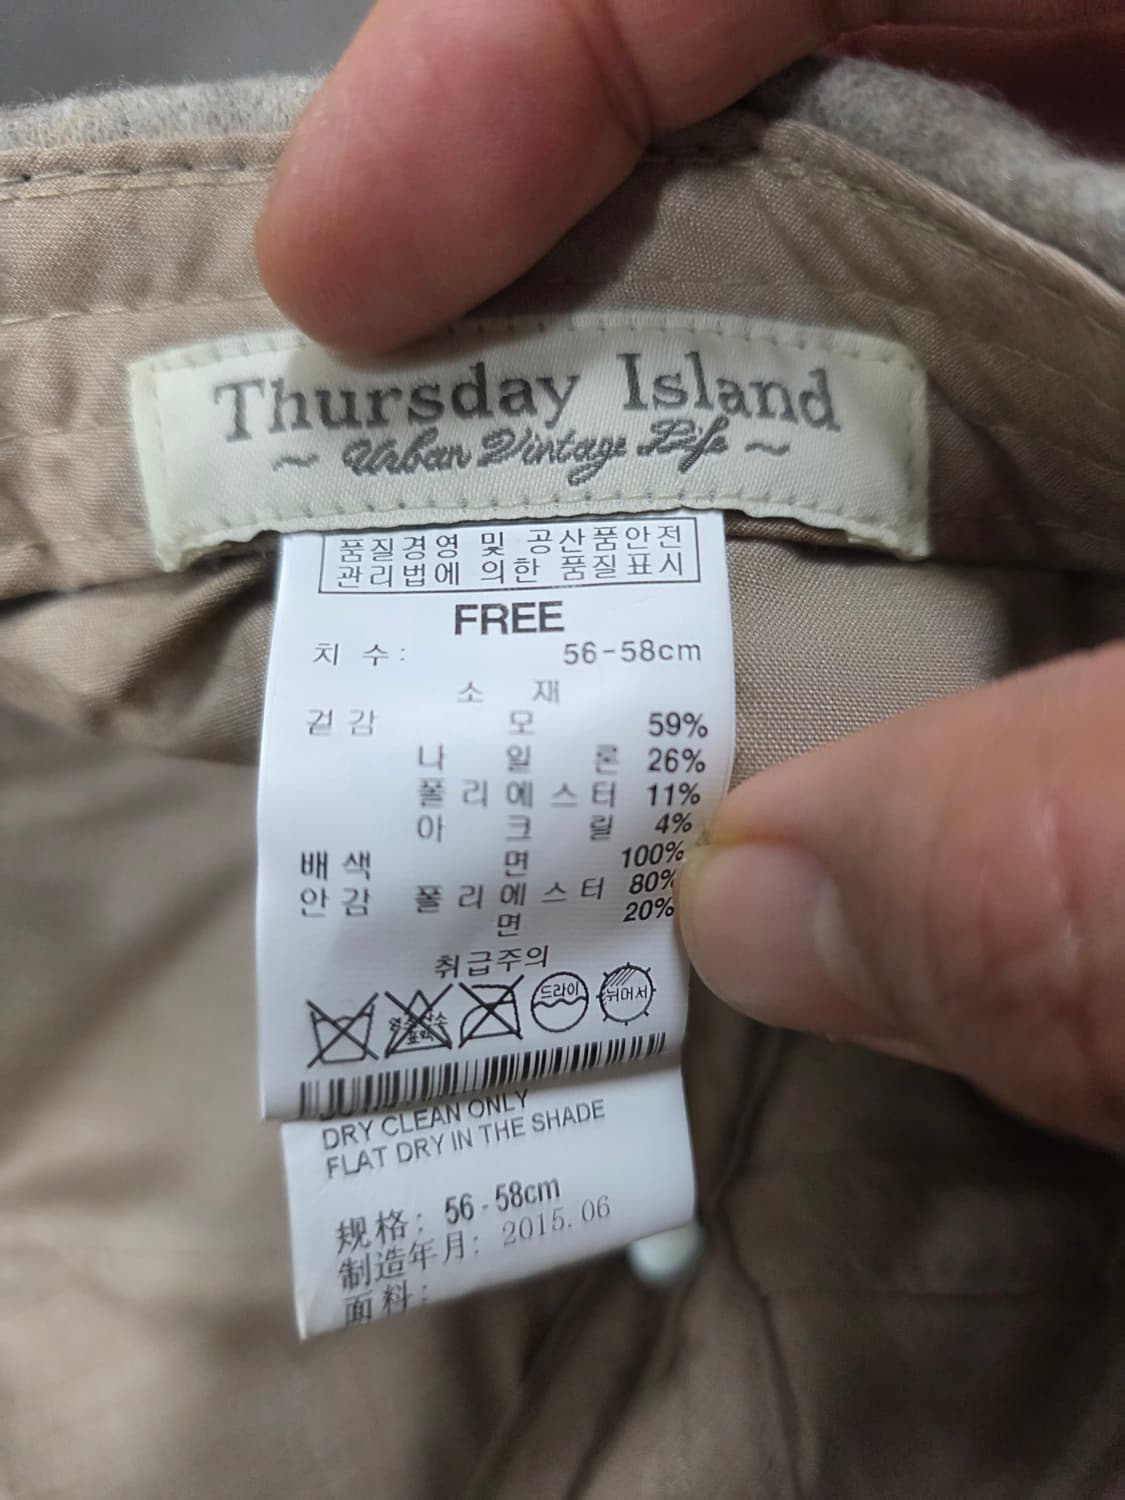 Thursday Island
~ Urban Vintage Life ~
품질경영 및 공산품안전
관리법에 의한 품질표시
FREE
치 수: 56-58cm
소 재
겉감 모 59%
나 일 론 26%
폴리에스터 11%
아 크 릴 4%
배색 면 100%
안감 폴리에스터 80%
면 20%
취급주의
드라이
뉘어서
DRY CLEAN ONLY
FLAT DRY IN THE SHADE
规格: 56-58cm
制造年月: 2015.06
面料: